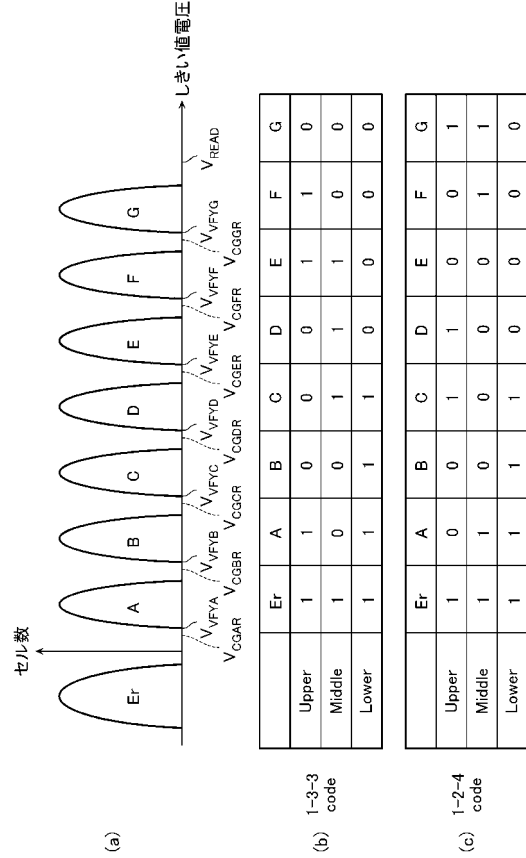 (a)
セル数
Er
A
B
C
D
E
F
G
しきい値電圧
V_CGAR
V_VFYA
V_CGBR
V_VFYB
V_CGCR
V_VFYC
V_CGDR
V_VFYD
V_CGER
V_VFYE
V_CGFR
V_VFYF
V_CGGR
V_VFYG
V_READ
(b)
1-3-3
code
Er A B C D E F G
Upper 1 1 0 0 0 1 1 0
Middle 1 0 0 1 1 1 0 0
Lower 1 1 1 1 0 0 0 0
(c)
1-2-4
code
Er A B C D E F G
Upper 1 0 0 1 1 0 0 1
Middle 1 1 0 0 0 0 1 1
Lower 1 1 1 1 0 0 0 0